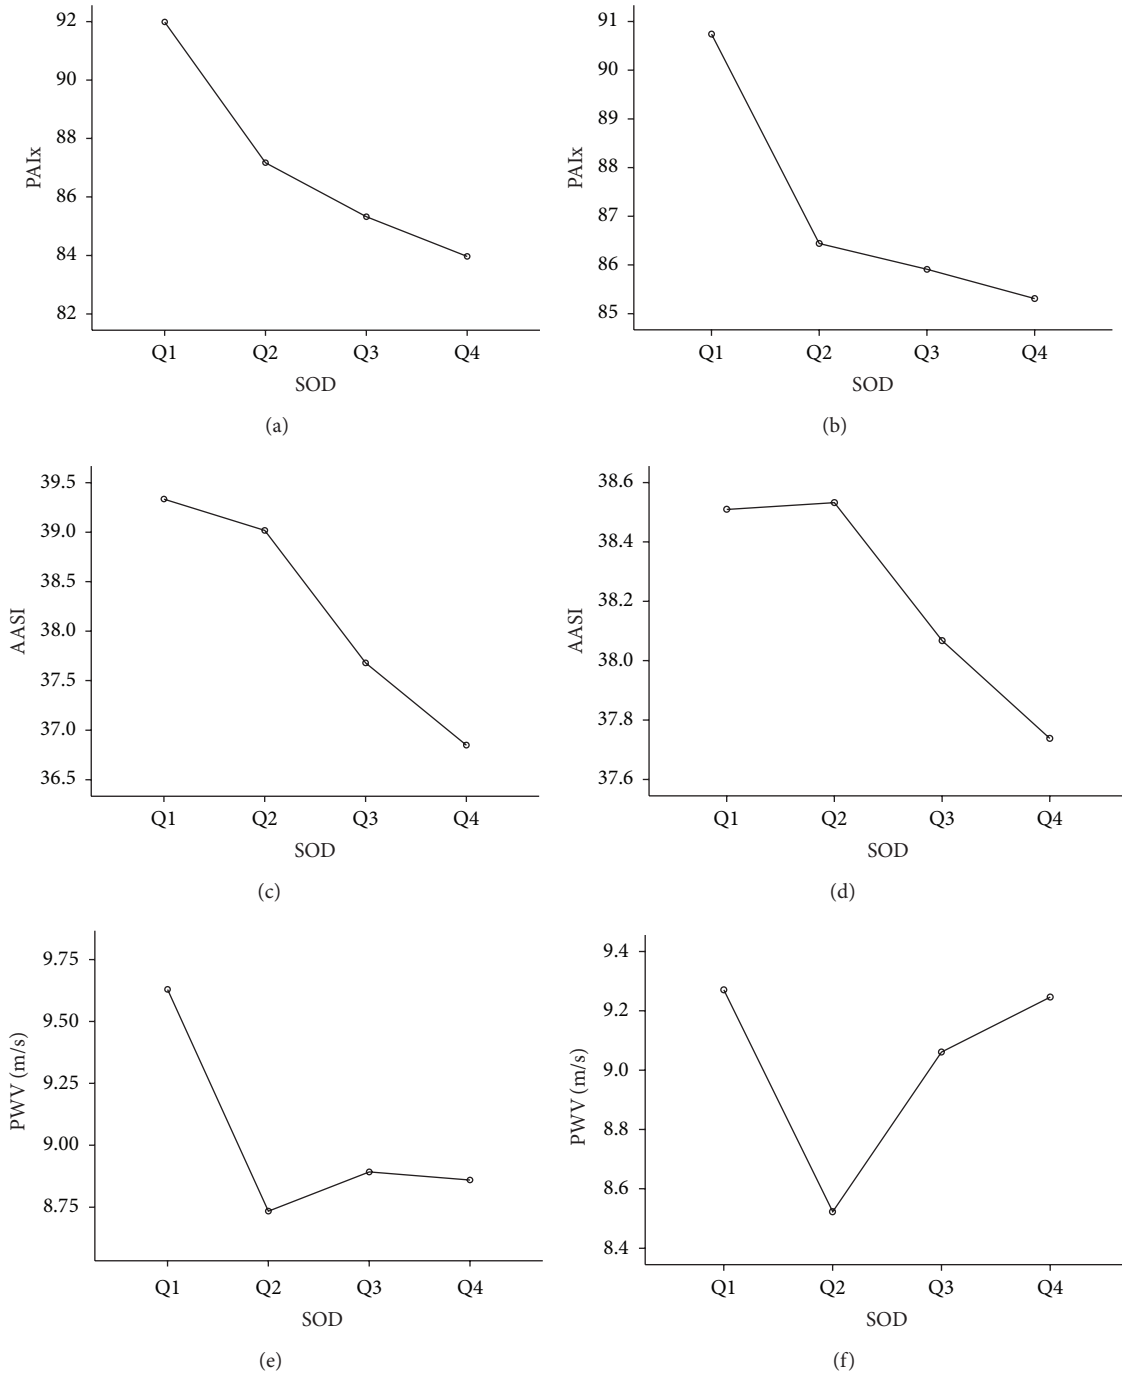 92
90
88
86
84
82
PAIx
Q1 Q2 Q3 Q4
SOD
(a)
91
90
89
88
87
86
85
PAIx
Q1 Q2 Q3 Q4
SOD
(b)
39.5
39.0
38.5
38.0
37.5
37.0
36.5
AASI
Q1 Q2 Q3 Q4
SOD
(c)
38.6
38.4
38.2
38.0
37.8
37.6
AASI
Q1 Q2 Q3 Q4
SOD
(d)
9.75
9.50
9.25
9.00
8.75
PWV (m/s)
Q1 Q2 Q3 Q4
SOD
(e)
9.4
9.2
9.0
8.8
8.6
8.4
PWV (m/s)
Q1 Q2 Q3 Q4
SOD
(f)